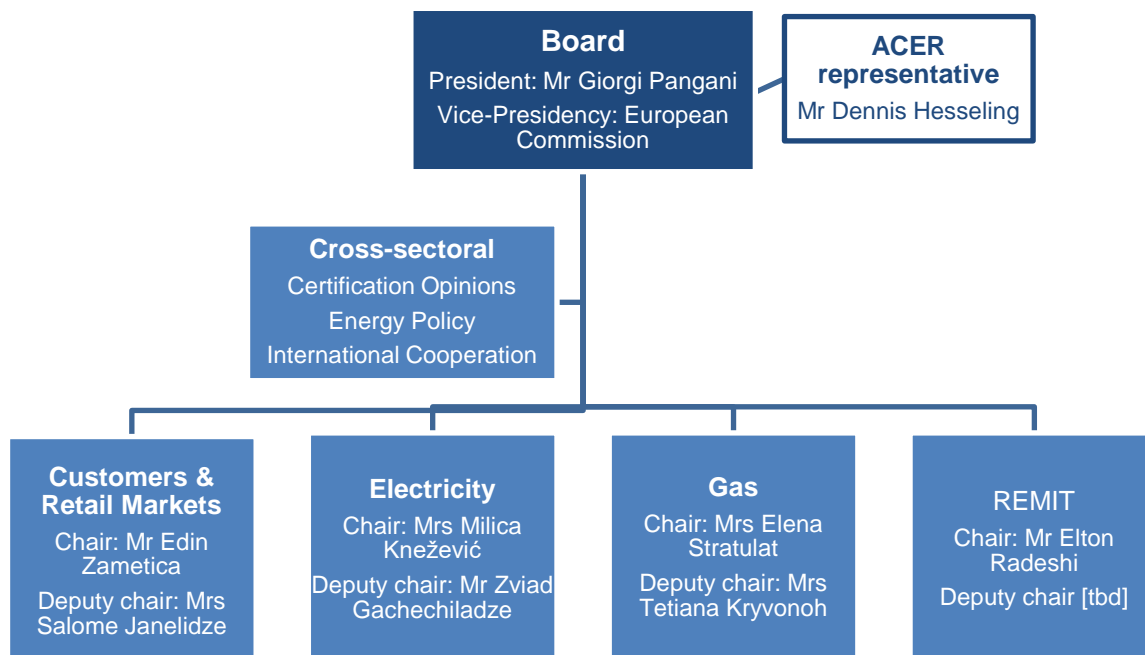 Board
President: Mr Giorgi Pangani
Vice-Presidency: European
Commission
ACER
representative
Mr Dennis Hesseling
Cross-sectoral
Certification Opinions
Energy Policy
International Cooperation
Customers &
Retail Markets
Chair: Mr Edin
Zametica
Deputy chair: Mrs
Salome Janelidze
Electricity
Chair: Mrs Milica
Knežević
Deputy chair: Mr Zviad
Gachechiladze
Gas
Chair: Mrs Elena
Stratulat
Deputy chair: Mrs
Tetiana Kryvonoh
REMIT
Chair: Mr Elton
Radeshi
Deputy chair [tbd]